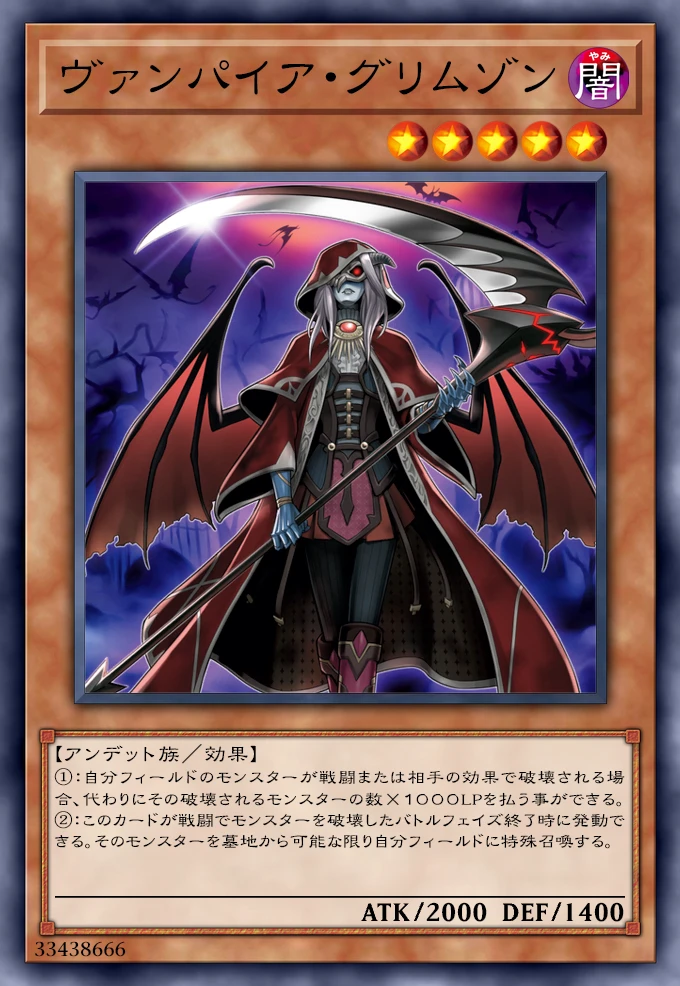 ヴァンパイア・グリムゾン
やみ
闇
【アンデット族／効果】
①：自分フィールドのモンスターが戦闘または相手の効果で破壊される場
合、代わりにその破壊されるモンスターの数×１０００LPを払う事ができる。
②：このカードが戦闘でモンスターを破壊したバトルフェイズ終了時に発動で
きる。そのモンスターを墓地から可能な限り自分フィールドに特殊召喚する。
ATK/2000 DEF/1400
33438666